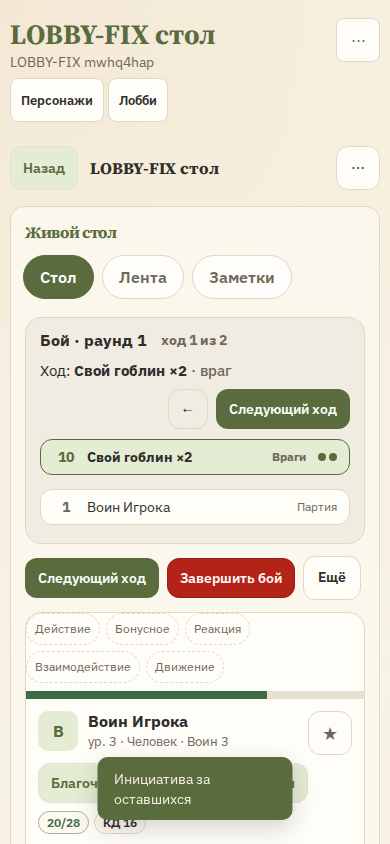 LOBBY-FIX стол
...
LOBBY-FIX mwhq4hap
Персонажи Лобби
Назад LOBBY-FIX стол ...
Живой стол
Стол Лента Заметки
Бой · раунд 1 ход 1 из 2
Ход: Свой гоблин ×2 · враг
← Следующий ход
10 Свой гоблин ×2 Враги
1 Воин Игрока Партия
Следующий ход Завершить бой Ещё
Действие Бонусное Реакция
Взаимодействие Движение
В Воин Игрока ★
ур. 3 · Человек · Воин 3
Инициатива за
оставшихся
20/28 КД 16